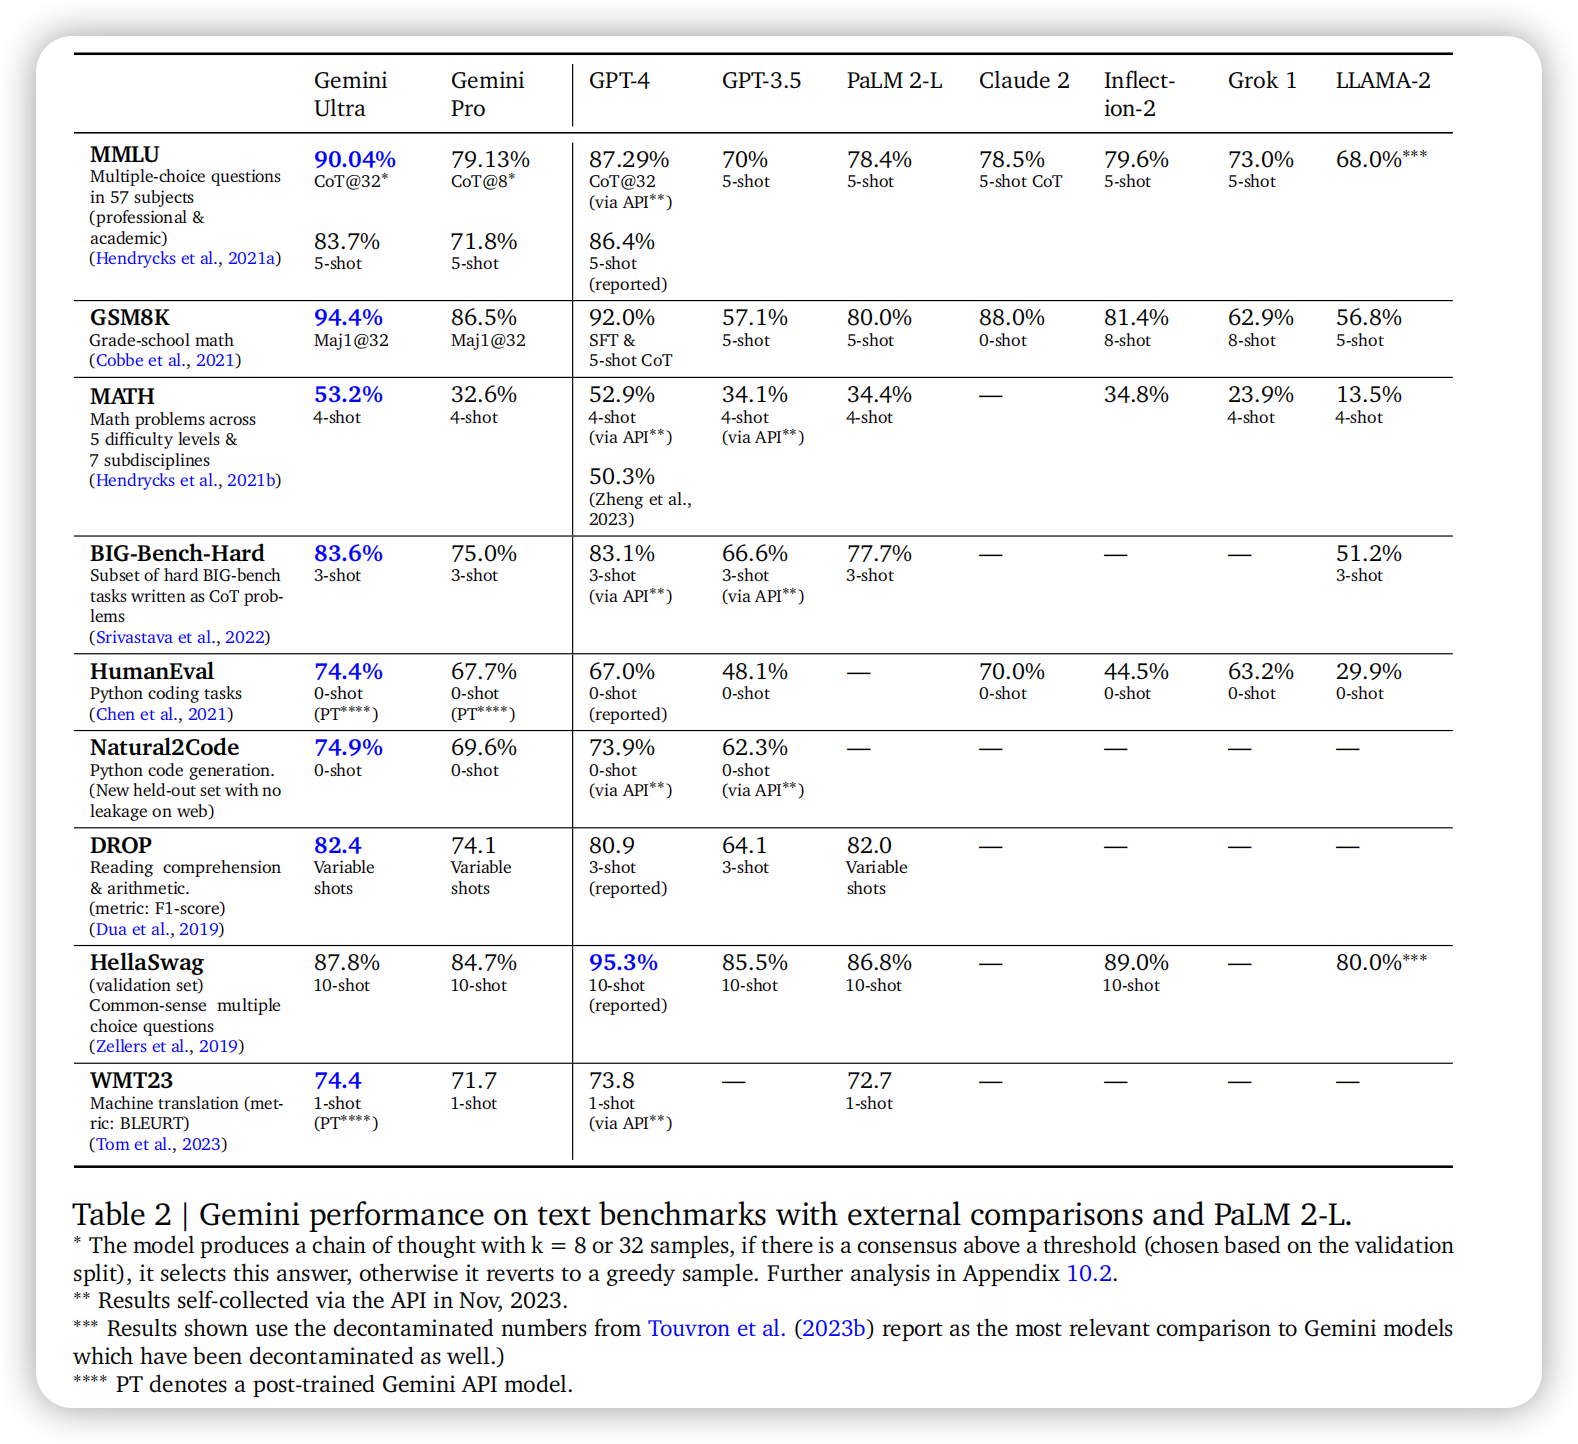 Gemini Ultra Gemini Pro GPT-4 GPT-3.5 PaLM 2-L Claude 2 Inflect-ion-2 Grok 1 LLAMA-2
MMLU 90.04% 79.13% 87.29% 70% 78.4% 78.5% 79.6% 73.0% 68.0%***
Multiple-choice questions CoT@32* CoT@8* CoT@32 5-shot 5-shot 5-shot CoT 5-shot 5-shot
in 57 subjects (via API**)
(professional &
academic) 83.7% 71.8% 86.4%
(Hendrycks et al., 2021a) 5-shot 5-shot 5-shot
(reported)
GSM8K 94.4% 86.5% 92.0% 57.1% 80.0% 88.0% 81.4% 62.9% 56.8%
Grade-school math Maj1@32 Maj1@32 SFT & 5-shot 5-shot 0-shot 8-shot 8-shot 5-shot
(Cobbe et al., 2021) 5-shot CoT
MATH 53.2% 32.6% 52.9% 34.1% 34.4% — 34.8% 23.9% 13.5%
Math problems across 4-shot 4-shot 4-shot 4-shot 4-shot 4-shot 4-shot
5 difficulty levels & (via API**) (via API**)
7 subdisciplines
(Hendrycks et al., 2021b) 50.3%
(Zheng et al.,
2023)
BIG-Bench-Hard 83.6% 75.0% 83.1% 66.6% 77.7% — — — 51.2%
Subset of hard BIG-bench 3-shot 3-shot 3-shot 3-shot 3-shot 3-shot
tasks written as CoT prob- (via API**) (via API**)
lems
(Srivastava et al., 2022)
HumanEval 74.4% 67.7% 67.0% 48.1% — 70.0% 44.5% 63.2% 29.9%
Python coding tasks 0-shot 0-shot 0-shot 0-shot 0-shot 0-shot 0-shot 0-shot
(Chen et al., 2021) (PT****) (PT****) (reported)
Natural2Code 74.9% 69.6% 73.9% 62.3% — — — — —
Python code generation. 0-shot 0-shot 0-shot 0-shot
(New held-out set with no (via API**) (via API**)
leakage on web)
DROP 82.4 74.1 80.9 64.1 82.0 — — — —
Reading comprehension Variable Variable 3-shot 3-shot Variable
& arithmetic. shots shots (reported) shots
(metric: F1-score)
(Dua et al., 2019)
HellaSwag 87.8% 84.7% 95.3% 85.5% 86.8% — 89.0% — 80.0%***
(validation set) 10-shot 10-shot 10-shot 10-shot 10-shot 10-shot
Common-sense multiple (reported)
choice questions
(Zellers et al., 2019)
WMT23 74.4 71.7 73.8 — 72.7 — — — —
Machine translation (met- 1-shot 1-shot 1-shot 1-shot
ric: BLEURT) (PT****) (via API**)
(Tom et al., 2023)
Table 2 | Gemini performance on text benchmarks with external comparisons and PaLM 2-L.
* The model produces a chain of thought with k = 8 or 32 samples, if there is a consensus above a threshold (chosen based on the validation
split), it selects this answer, otherwise it reverts to a greedy sample. Further analysis in Appendix 10.2.
** Results self-collected via the API in Nov, 2023.
*** Results shown use the decontaminated numbers from Touvron et al. (2023b) report as the most relevant comparison to Gemini models
which have been decontaminated as well.)
**** PT denotes a post-trained Gemini API model.